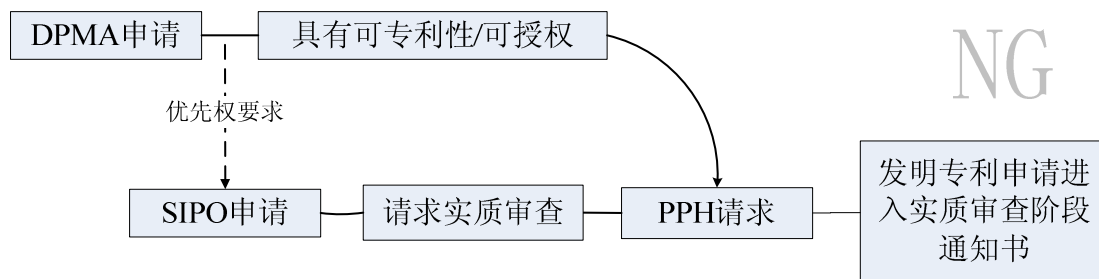 DPMA申请
具有可专利性/可授权
NG
优先权要求
SIPO申请
请求实质审查
PPH请求
发明专利申请进
入实质审查阶段
通知书